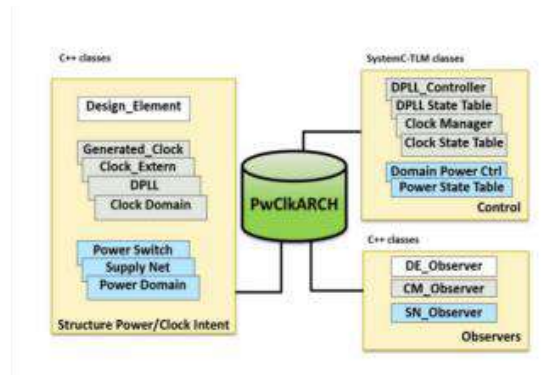 C++ classes
Design_Element
Generated_Clock
Clock_Extern
DPLL
Clock Domain
Power Switch
Supply Net
Power Domain
Structure Power/Clock Intent
PwClkARCH
SystemC-TLM classes
DPLL_Controller
DPLL State Table
Clock Manager
Clock State Table
Domain Power Ctrl
Power State Table
Control
C++ classes
DE_Observer
CM_Observer
SN_Observer
Observers